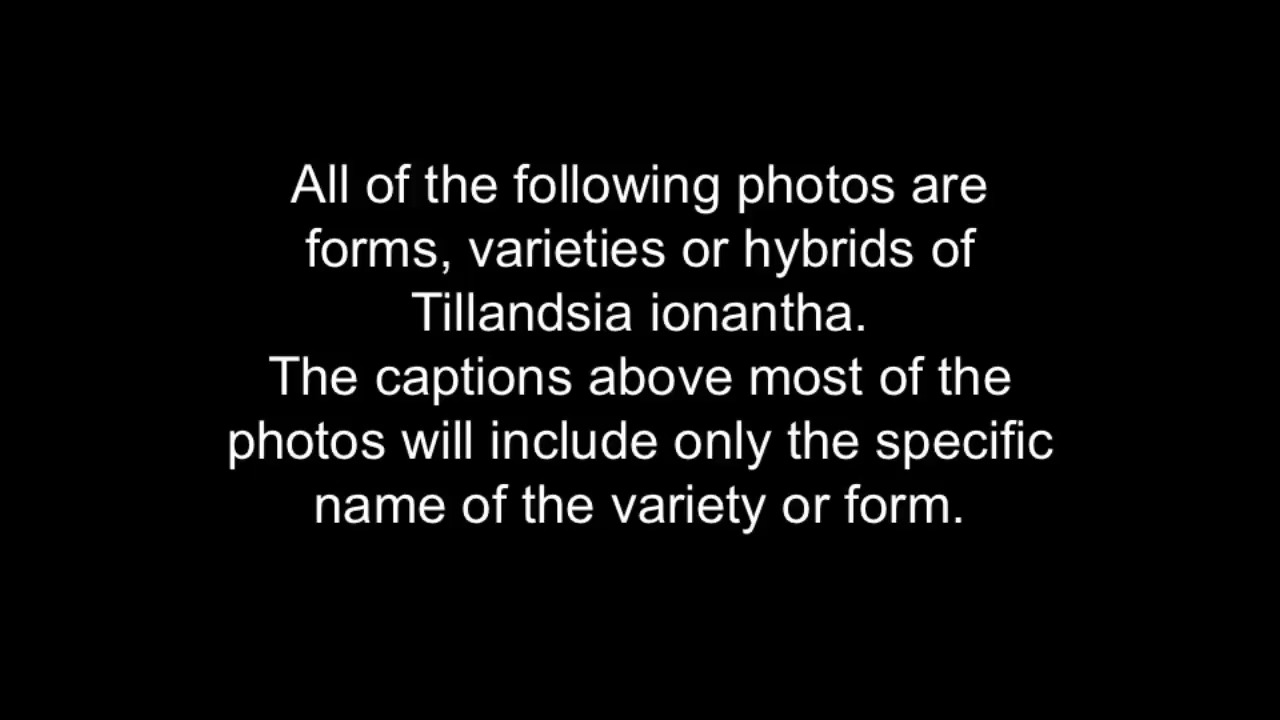 All of the following photos are
forms, varieties or hybrids of
Tillandsia ionantha.
The captions above most of the
photos will include only the specific
name of the variety or form.